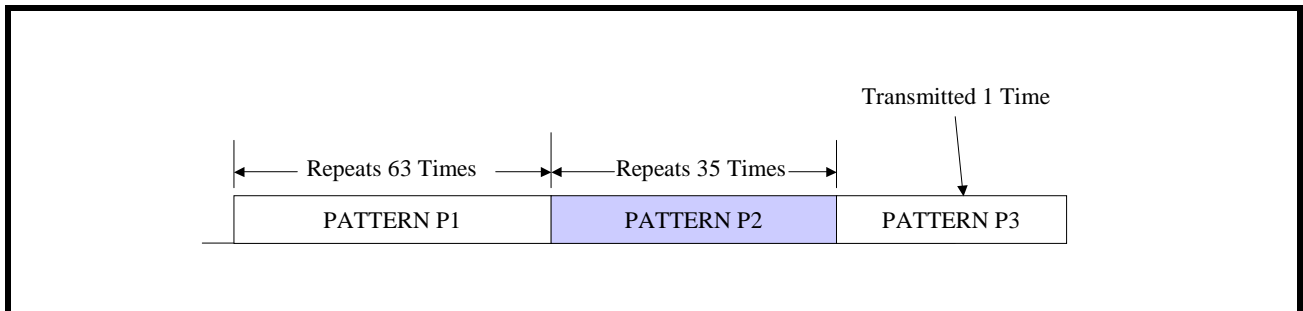 Transmitted 1 Time
Repeats 63 Times
Repeats 35 Times
PATTERN P1
PATTERN P2
PATTERN P3